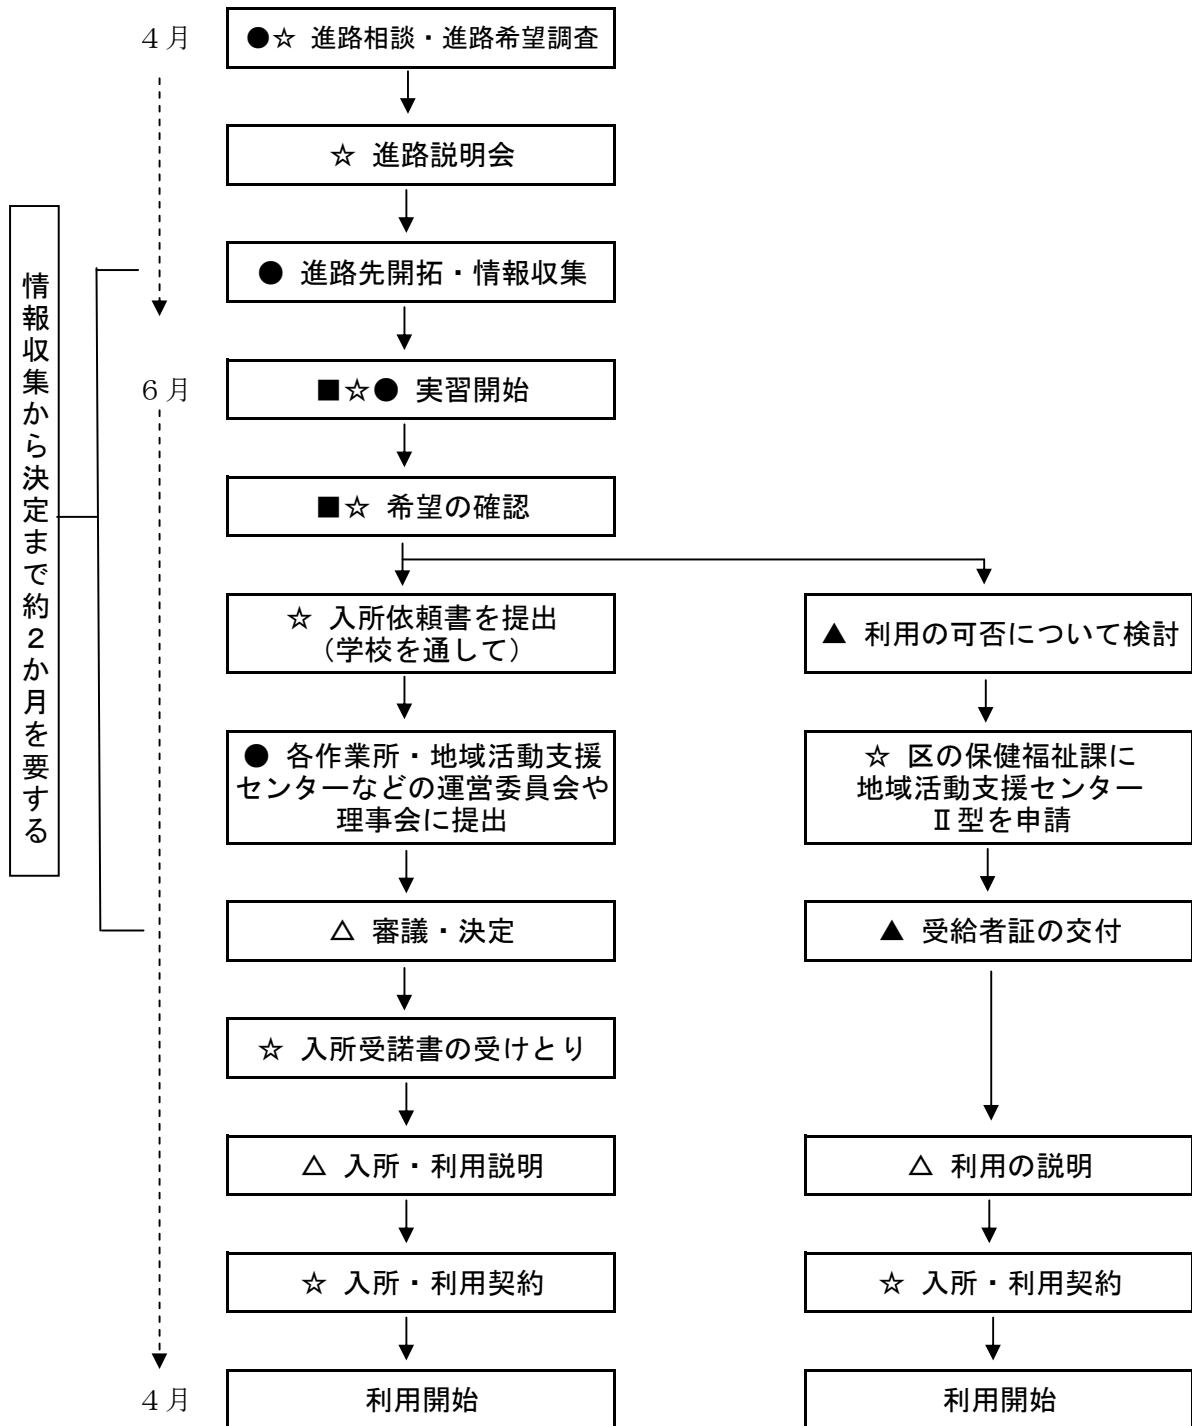 4月
●☆ 進路相談・進路希望調査
☆ 進路説明会
● 進路先開拓・情報収集
情報収集から決定まで約2か月を要する
6月
■☆● 実習開始
■☆ 希望の確認
☆ 入所依頼書を提出
（学校を通して）
● 各作業所・地域活動支援
センターなどの運営委員会や
理事会に提出
△ 審議・決定
☆ 入所受諾書の受けとり
△ 入所・利用説明
☆ 入所・利用契約
4月
利用開始
▲ 利用の可否について検討
☆ 区の保健福祉課に
地域活動支援センター
Ⅱ型を申請
▲ 受給者証の交付
△ 利用の説明
☆ 入所・利用契約
利用開始